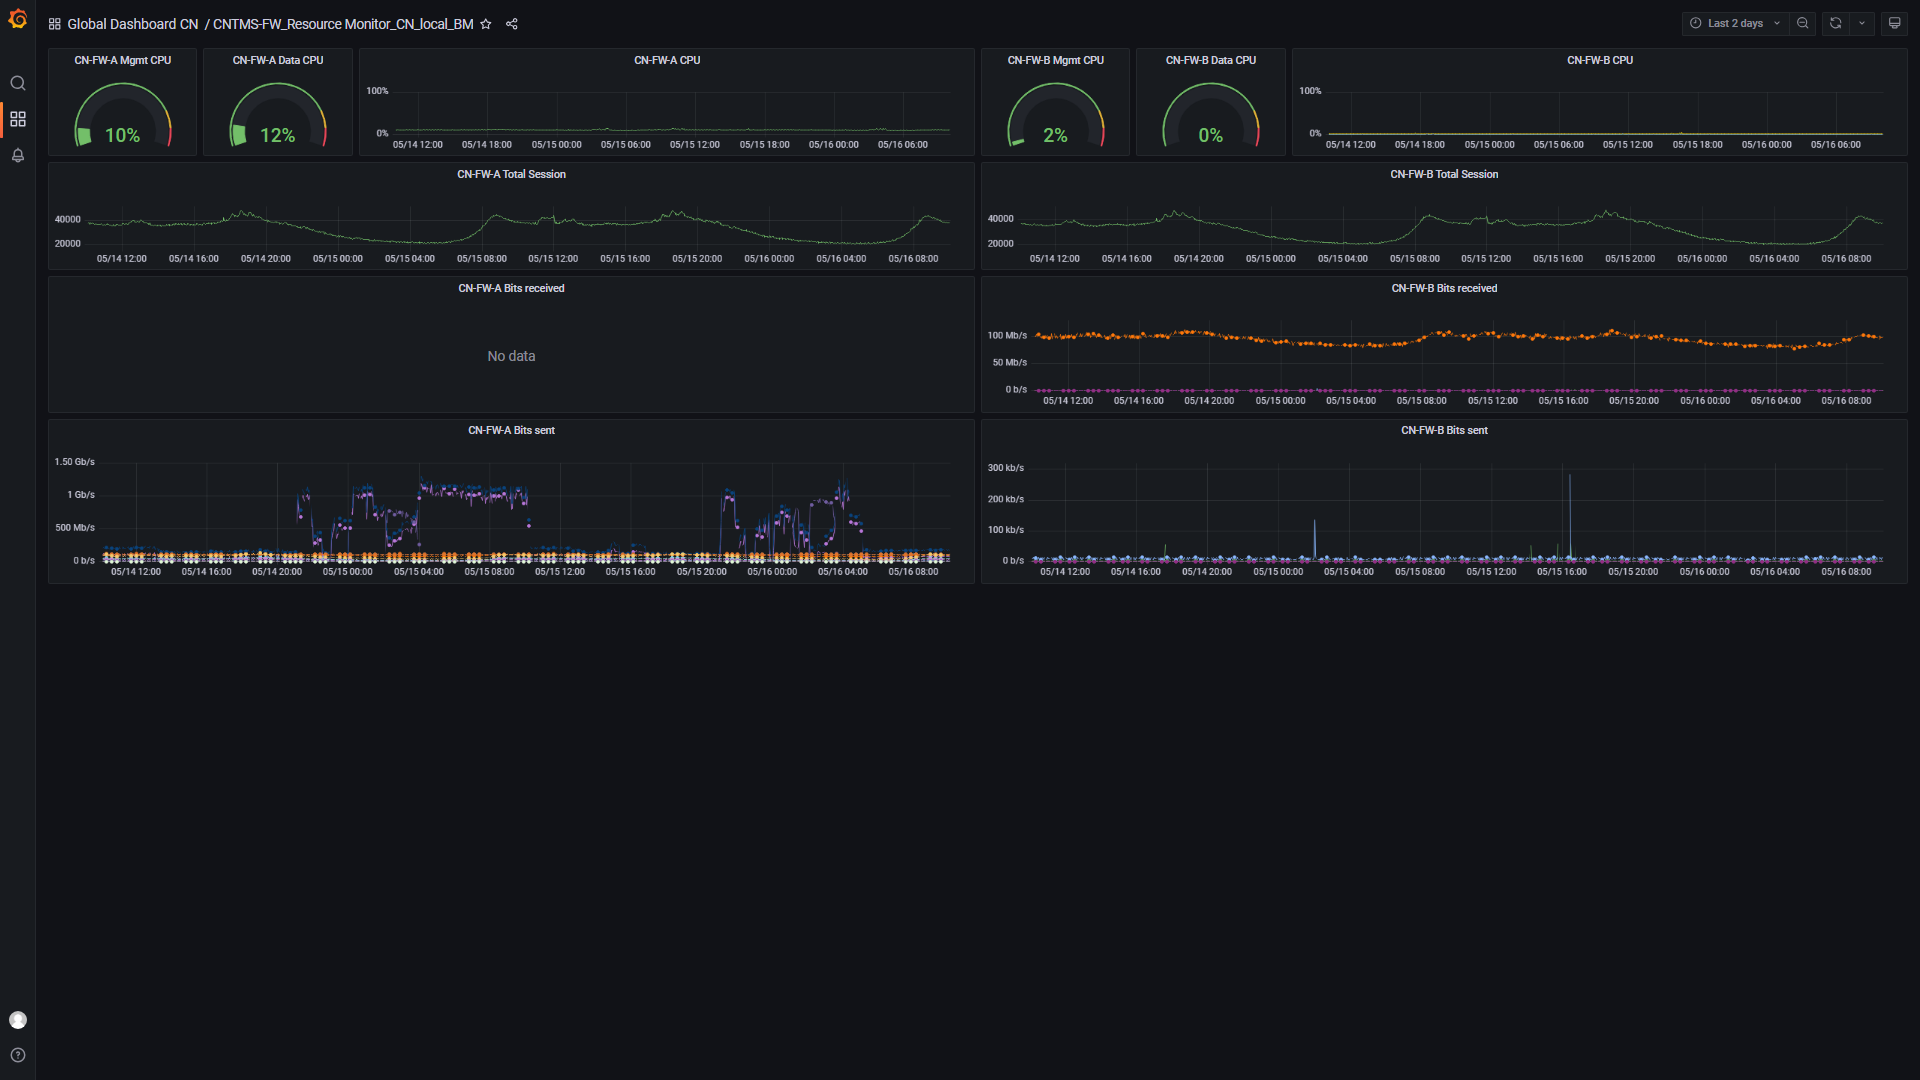 Global Dashboard CN / CNTMS-FW_Resource Monitor_CN_local_BM
Last 2 days
CN-FW-A Mgmt CPU
10%
CN-FW-A Data CPU
12%
CN-FW-A CPU
100%
0%
05/14 12:00 05/14 18:00 05/15 00:00 05/15 06:00 05/15 12:00 05/15 18:00 05/16 00:00 05/16 06:00
CN-FW-B Mgmt CPU
2%
CN-FW-B Data CPU
0%
CN-FW-B CPU
100%
0%
05/14 12:00 05/14 18:00 05/15 00:00 05/15 06:00 05/15 12:00 05/15 18:00 05/16 00:00 05/16 06:00
CN-FW-A Total Session
40000
20000
05/14 12:00 05/14 16:00 05/14 20:00 05/15 00:00 05/15 04:00 05/15 08:00 05/15 12:00 05/15 16:00 05/15 20:00 05/16 00:00 05/16 04:00 05/16 08:00
CN-FW-B Total Session
40000
20000
05/14 12:00 05/14 16:00 05/14 20:00 05/15 00:00 05/15 04:00 05/15 08:00 05/15 12:00 05/15 16:00 05/15 20:00 05/16 00:00 05/16 04:00 05/16 08:00
CN-FW-A Bits received
No data
CN-FW-B Bits received
100 Mb/s
50 Mb/s
0 b/s
05/14 12:00 05/14 16:00 05/14 20:00 05/15 00:00 05/15 04:00 05/15 08:00 05/15 12:00 05/15 16:00 05/15 20:00 05/16 00:00 05/16 04:00 05/16 08:00
CN-FW-A Bits sent
1.50 Gb/s
1 Gb/s
500 Mb/s
0 b/s
05/14 12:00 05/14 16:00 05/14 20:00 05/15 00:00 05/15 04:00 05/15 08:00 05/15 12:00 05/15 16:00 05/15 20:00 05/16 00:00 05/16 04:00 05/16 08:00
CN-FW-B Bits sent
300 kb/s
200 kb/s
100 kb/s
0 b/s
05/14 12:00 05/14 16:00 05/14 20:00 05/15 00:00 05/15 04:00 05/15 08:00 05/15 12:00 05/15 16:00 05/15 20:00 05/16 00:00 05/16 04:00 05/16 08:00